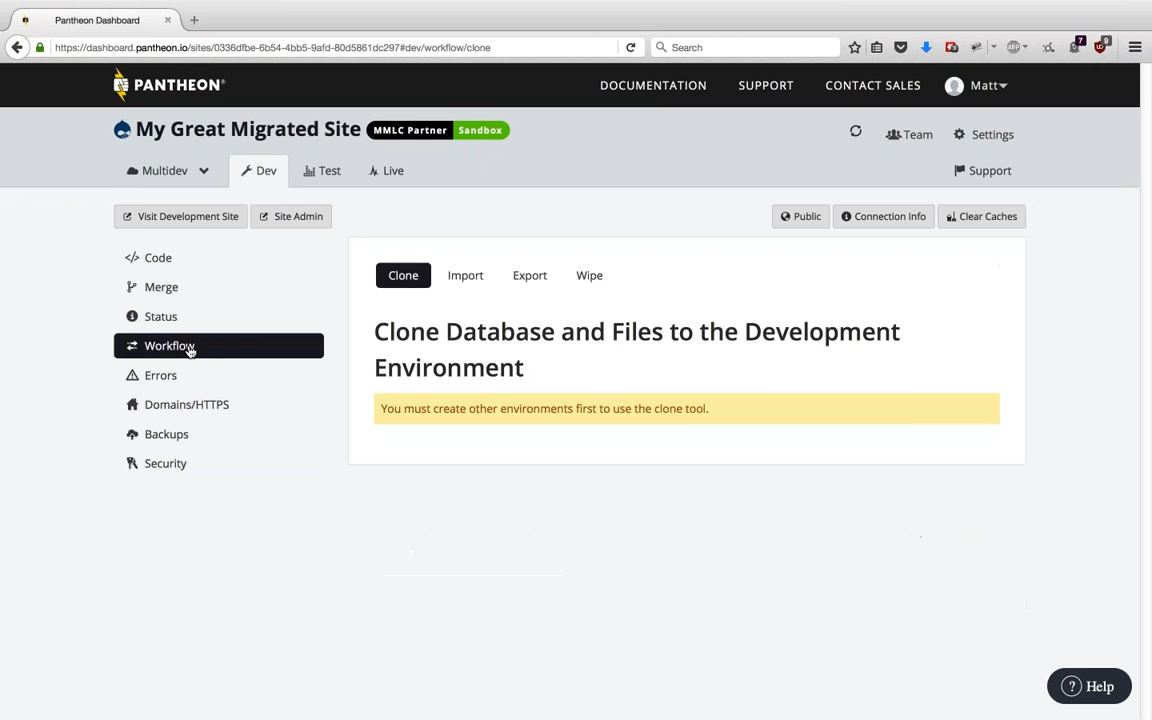 Pantheon Dashboard
https://dashboard.pantheon.io/sites/0336dfbe-6b54-4bb5-9afd-80d5861dc297#dev/workflow/clone
Search
ABP
7
9
PANTHEON
DOCUMENTATION
SUPPORT
CONTACT SALES
Matt
My Great Migrated Site
MMLC Partner
Sandbox
Team
Settings
Multidev
Dev
Test
Live
Support
Visit Development Site
Site Admin
Public
Connection Info
Clear Caches
Code
Merge
Status
Workflow
Errors
Domains/HTTPS
Backups
Security
Clone
Import
Export
Wipe
Clone Database and Files to the Development
Environment
You must create other environments first to use the clone tool.
? Help